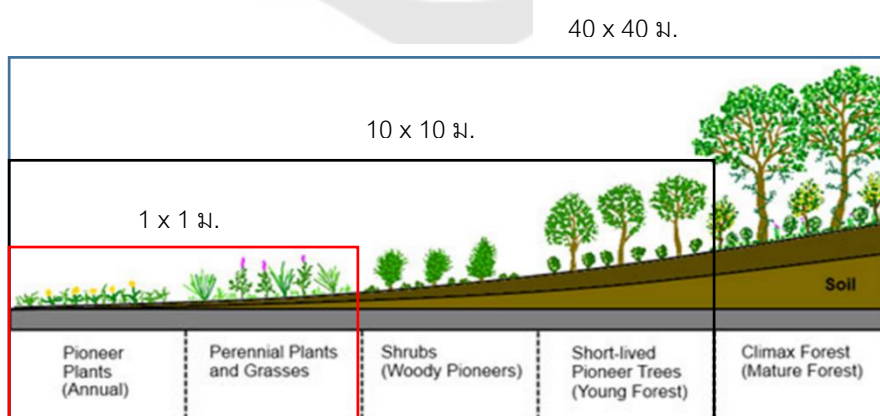 40 x 40 ม.
10 x 10 ม.
1 x 1 ม.
Soil
Pioneer
Plants
(Annual)
Perennial Plants
and Grasses
Shrubs
(Woody Pioneers)
Short-lived
Pioneer Trees
(Young Forest)
Climax Forest
(Mature Forest)